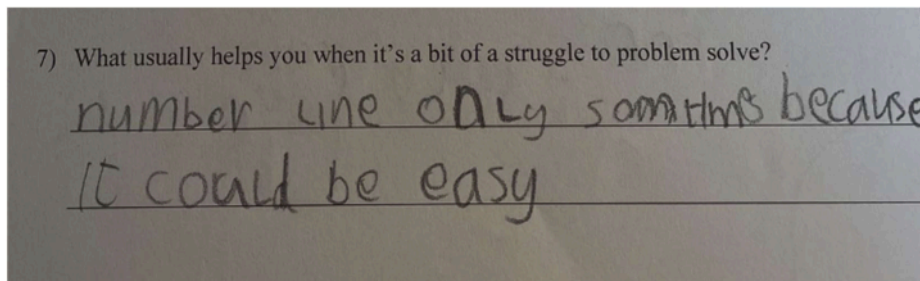 7) What usually helps you when it's a bit of a struggle to problem solve?
number line only somtims because
it could be easy